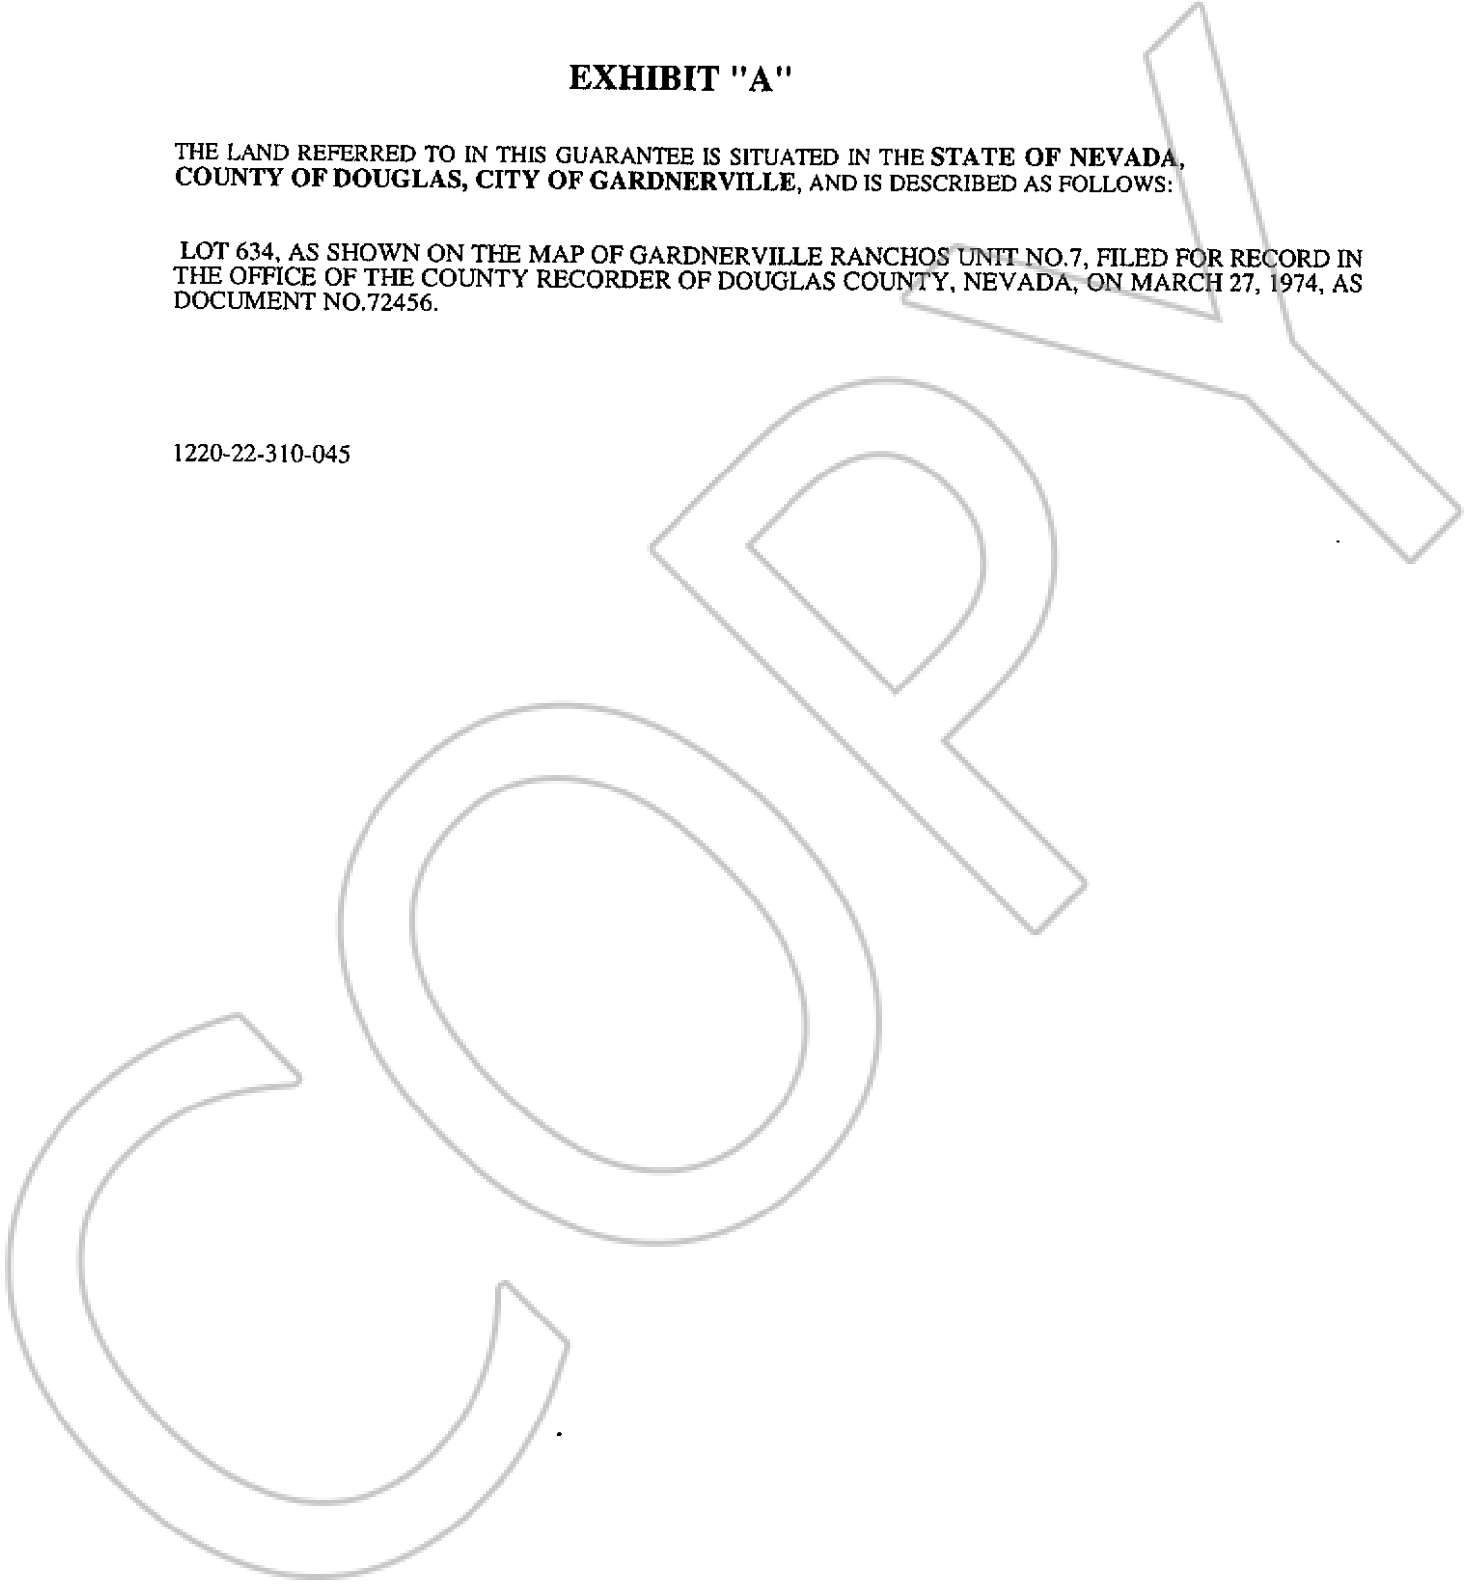 EXHIBIT "A"
THE LAND REFERRED TO IN THIS GUARANTEE IS SITUATED IN THE STATE OF NEVADA,
COUNTY OF DOUGLAS, CITY OF GARDNERVILLE, AND IS DESCRIBED AS FOLLOWS:
LOT 634, AS SHOWN ON THE MAP OF GARDNERVILLE RANCHOS UNIT NO.7, FILED FOR RECORD IN
THE OFFICE OF THE COUNTY RECORDER OF DOUGLAS COUNTY, NEVADA, ON MARCH 27, 1974, AS
DOCUMENT NO.72456.
1220-22-310-045
COPY